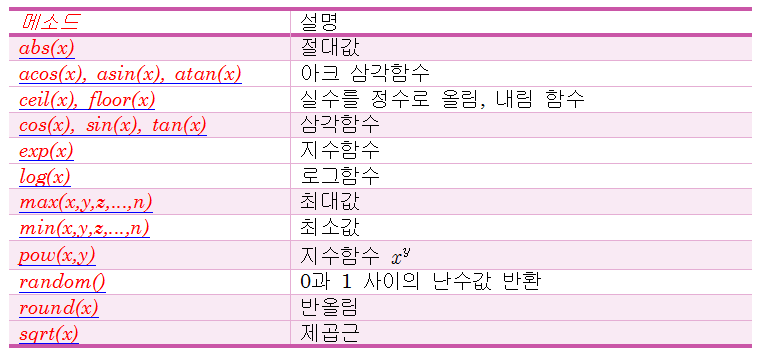 메소드 설명
abs(x) 절대값
acos(x), asin(x), atan(x) 아크 삼각함수
ceil(x), floor(x) 실수를 정수로 올림, 내림 함수
cos(x), sin(x), tan(x) 삼각함수
exp(x) 지수함수
log(x) 로그함수
max(x,y,z,...,n) 최대값
min(x,y,z,...,n) 최소값
pow(x,y) 지수함수 x^y
random() 0과 1 사이의 난수값 반환
round(x) 반올림
sqrt(x) 제곱근